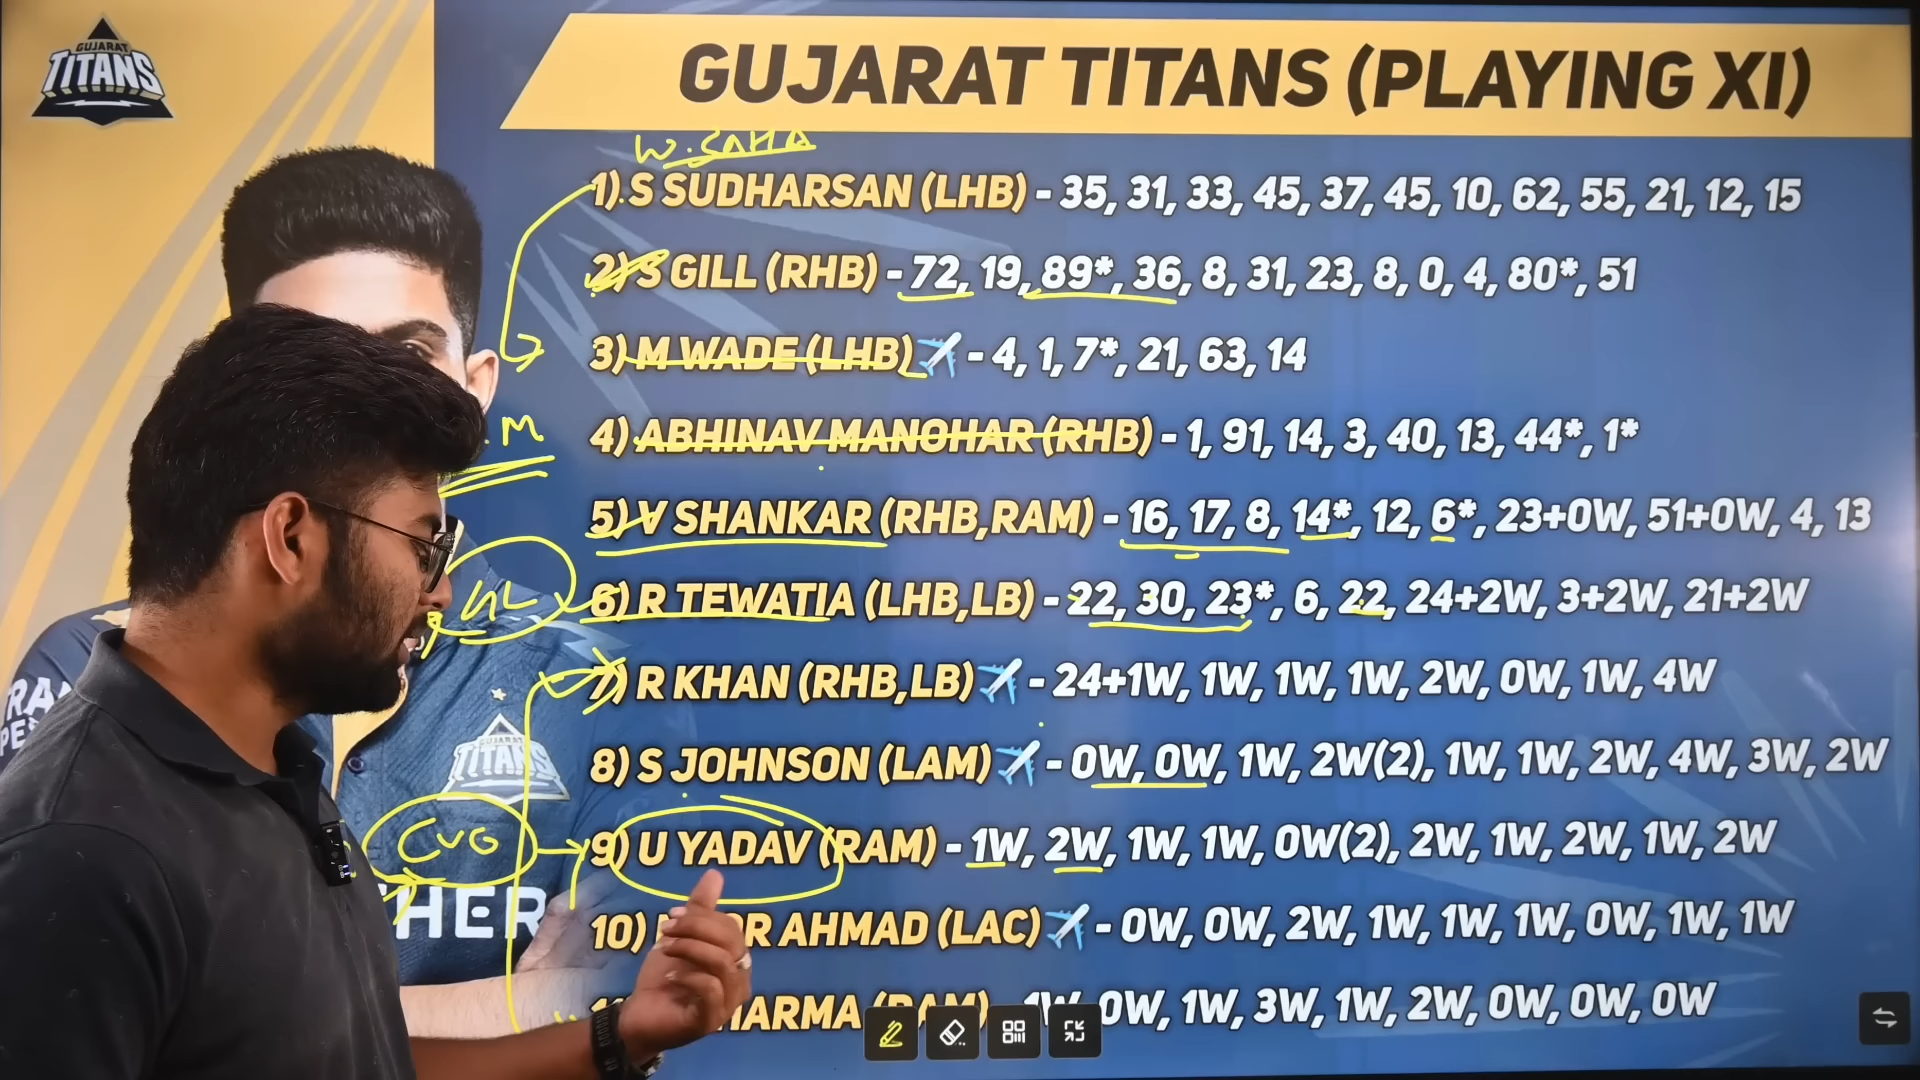 GUJARAT
TITANS
GUJARAT TITANS (PLAYING XI)
W. SAHA
1) S SUDHARSAN (LHB) - 35, 31, 33, 45, 37, 45, 10, 62, 55, 21, 12, 15
2) S GILL (RHB) - 72, 19, 89*, 36, 8, 31, 23, 8, 0, 4, 80*, 51
3) M WADE (LHB) - 4, 1, 7*, 21, 63, 14
.M
4) ABHINAV MANOHAR (RHB) - 1, 91, 14, 3, 40, 13, 44*, 1*
5) V SHANKAR (RHB,RAM) - 16, 17, 8, 14*, 12, 6*, 23+0W, 51+0W, 4, 13
6) R TEWATIA (LHB,LB) - 22, 30, 23*, 6, 22, 24+2W, 3+2W, 21+2W
7) R KHAN (RHB,LB) - 24+1W, 1W, 1W, 1W, 2W, 0W, 1W, 4W
GUJARAT
TITANS
8) S JOHNSON (LAM) - 0W, 0W, 1W, 2W(2), 1W, 1W, 2W, 4W, 3W, 2W
CVG
9) U YADAV (RAM) - 1W, 2W, 1W, 1W, 0W(2), 2W, 1W, 2W, 1W, 2W
10) AHMAD (LAC) - 0W, 0W, 2W, 1W, 1W, 1W, 0W, 1W, 1W
HARMA (RAM) 1W, 0W, 1W, 3W, 1W, 2W, 0W, 0W, 0W